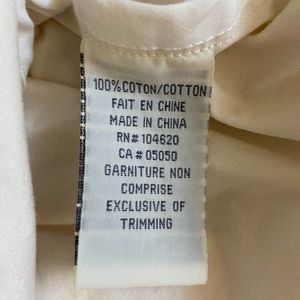 100% COTON/COTTON
FAIT EN CHINE
MADE IN CHINA
RN# 104620
CA # 05050
GARNITURE NON
COMPRISE
EXCLUSIVE OF
TRIMMING